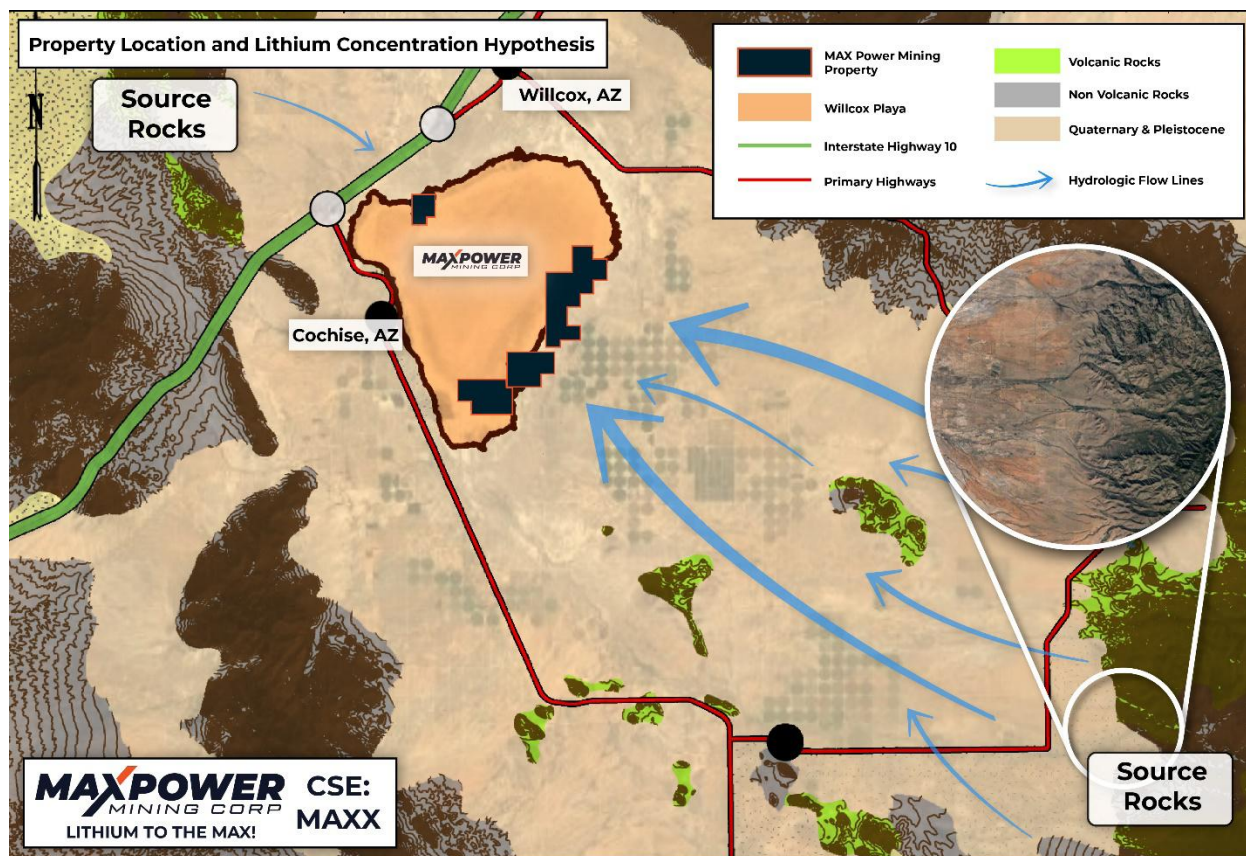 Property Location and Lithium Concentration Hypothesis
N
Source
Rocks
Willcox, AZ
MAX Power Mining
Property
Willcox Playa
Interstate Highway 10
Primary Highways
Volcanic Rocks
Non Volcanic Rocks
Quaternary & Pleistocene
Hydrologic Flow Lines
MAXPOWER
MINING CORP
Cochise, AZ
Source
Rocks
MAXPOWER
MINING CORP
LITHIUM TO THE MAX!
CSE:
MAXX